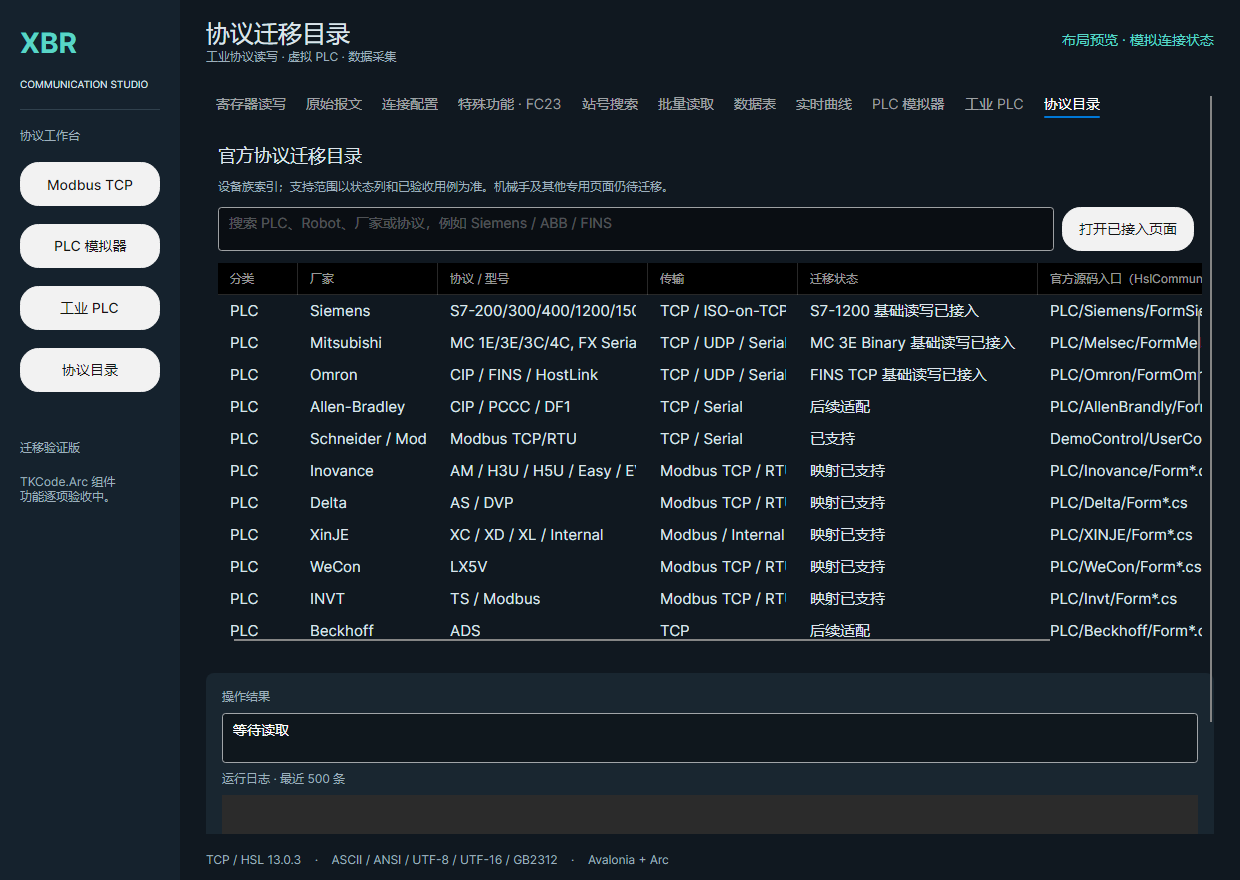 XBR
COMMUNICATION STUDIO
协议工作台
Modbus TCP
PLC 模拟器
工业 PLC
协议目录
迁移验证版
TKCode.Arc 组件
功能逐项验收中。
协议迁移目录
工业协议读写 · 虚拟 PLC · 数据采集
布局预览 · 模拟连接状态
寄存器读写 原始报文 连接配置 特殊功能 · FC23 站号搜索 批量读取 数据表 实时曲线 PLC 模拟器 工业 PLC 协议目录
官方协议迁移目录
设备族索引；支持范围以状态列和已验收用例为准。机械手及其他专用页面仍待迁移。
搜索 PLC、Robot、厂家或协议，例如 Siemens / ABB / FINS
打开已接入页面
分类 厂家 协议 / 型号 传输 迁移状态 官方源码入口（HslCommun
PLC Siemens S7-200/300/400/1200/150 TCP / ISO-on-TCP S7-1200 基础读写已接入 PLC/Siemens/FormSie
PLC Mitsubishi MC 1E/3E/3C/4C, FX Seria TCP / UDP / Serial MC 3E Binary 基础读写已接入 PLC/Melsec/FormMel
PLC Omron CIP / FINS / HostLink TCP / UDP / Serial FINS TCP 基础读写已接入 PLC/Omron/FormOmr
PLC Allen-Bradley CIP / PCCC / DF1 TCP / Serial 后续适配 PLC/AllenBrandly/For
PLC Schneider / Mod Modbus TCP/RTU TCP / Serial 已支持 DemoControl/UserCo
PLC Inovance AM / H3U / H5U / Easy / E Modbus TCP / RTU 映射已支持 PLC/Inovance/Form*.c
PLC Delta AS / DVP Modbus TCP / RTU 映射已支持 PLC/Delta/Form*.cs
PLC XinJE XC / XD / XL / Internal Modbus / Internal 映射已支持 PLC/XINJE/Form*.cs
PLC WeCon LX5V Modbus TCP / RTU 映射已支持 PLC/WeCon/Form*.cs
PLC INVT TS / Modbus Modbus TCP / RTU 映射已支持 PLC/Invt/Form*.cs
PLC Beckhoff ADS TCP 后续适配 PLC/Beckhoff/Form*.c
操作结果
等待读取
运行日志 · 最近 500 条
TCP / HSL 13.0.3 · ASCII / ANSI / UTF-8 / UTF-16 / GB2312 · Avalonia + Arc